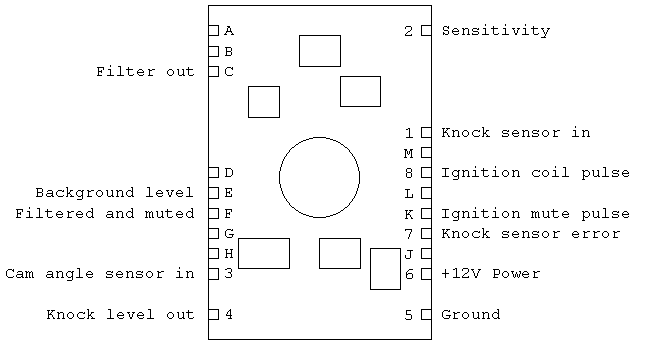 A 2 Sensitivity
B
Filter out C
1 Knock sensor in
M
D 8 Ignition coil pulse
Background level E L
Filtered and muted F K Ignition mute pulse
G 7 Knock sensor error
H J
Cam angle sensor in 3 6 +12V Power
Knock level out 4 5 Ground